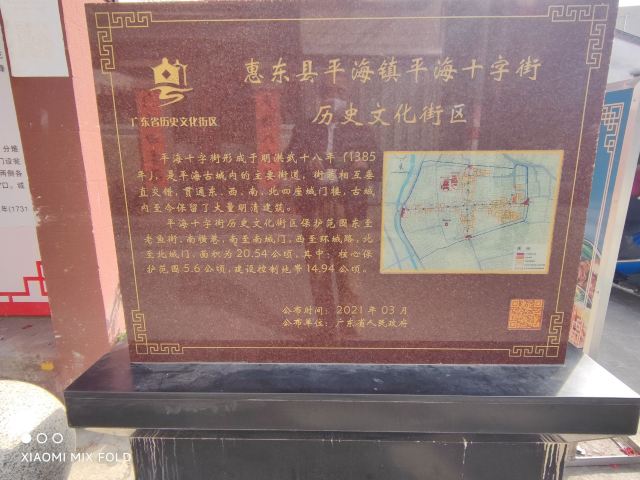 惠东县平海镇平海十字街
历史文化街区
广东省历史文化街区
平海十字街形成于明洪武十八年（1385
年），是平海古城内的主要街道，街巷相互垂
直交错，贯通东、西、南、北四座城门楼，古城
内至今保留了大量明清建筑。
平海十字街历史文化街区保护范围东至
老鱼街、南横巷，南至南城门，西至环城路，北
至北城门，面积为20.54公顷，其中：核心保
护范围5.6公顷，建设控制地带14.94公顷。
公布时间：2021年03月
公布单位：广东省人民政府
XIAOMI MIX FOLD